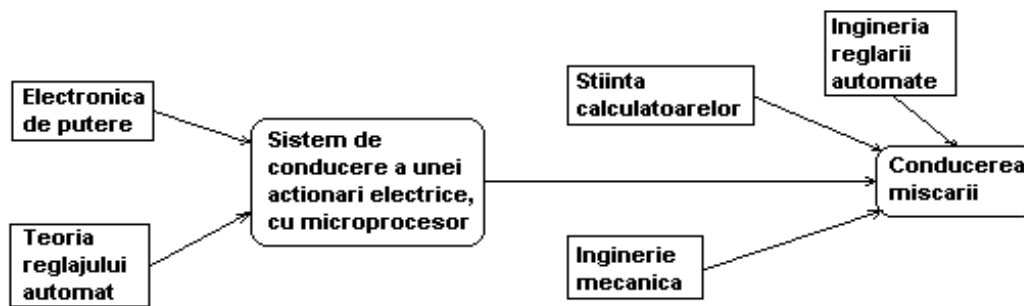 Electronica
de putere
Teoria
reglajului
automat
Sistem de
conducere a unei
actionari electrice,
cu microprocesor
Stiinta
calculatoarelor
Ingineria
reglarii
automate
Inginerie
mecanica
Conducerea
miscarii